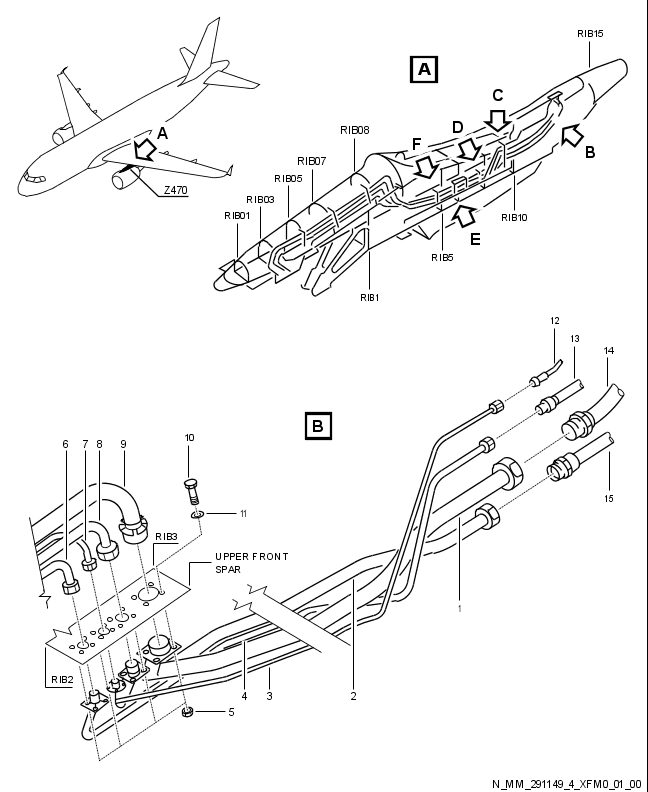 RIB15
A
C
A
D
F
RIB08
B
RIB07
Z470
RIB05
RIB03
RIB10
RIB01
E
RIB5
RIB1
12
13
14
B
6 7 8 9 10
15
11
RIB3
UPPER FRONT
SPAR
1
RIB2
4 3 2
5
N_MM_291149_4_XFM0_01_00